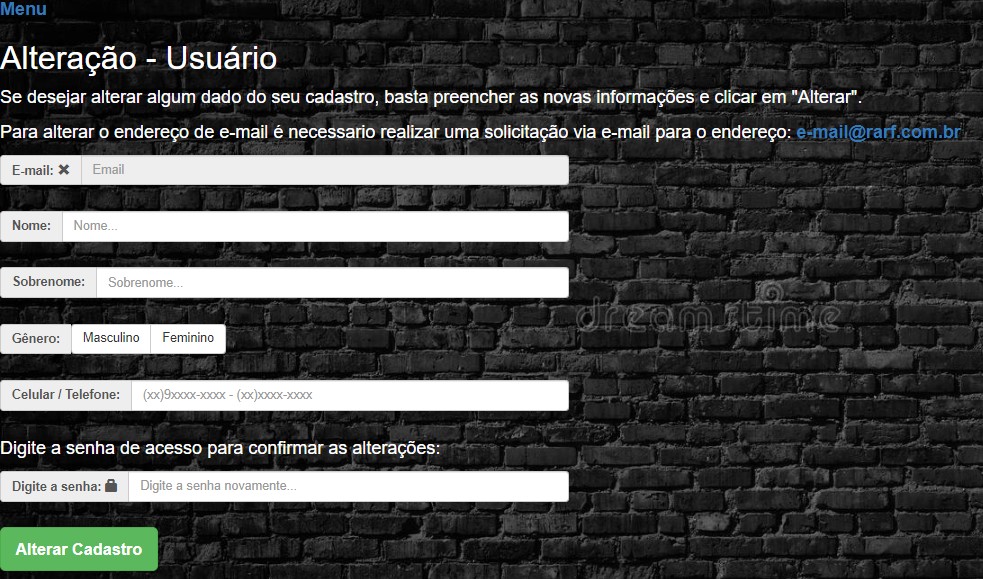 Menu
Alteração - Usuário
Se desejar alterar algum dado do seu cadastro, basta preencher as novas informações e clicar em "Alterar".
Para alterar o endereço de e-mail é necessario realizar uma solicitação via e-mail para o endereço: e-mail@rarf.com.br
E-mail: Email
Nome: Nome...
Sobrenome: Sobrenome...
dreamstime
Gênero: Masculino Feminino
Celular / Telefone: (xx)9xxxx-xxxx - (xx)xxxx-xxxx
Digite a senha de acesso para confirmar as alterações:
Digite a senha: Digite a senha novamente...
Alterar Cadastro